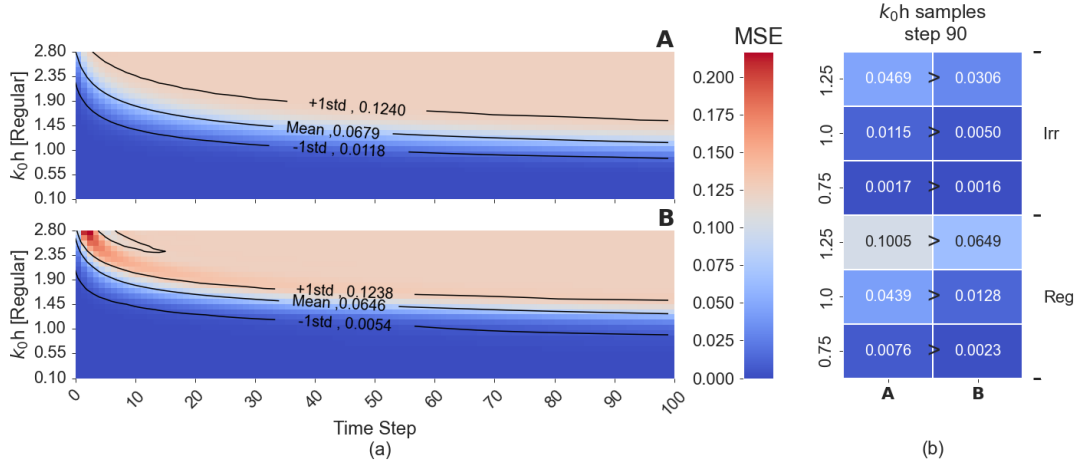 A
MSE
k₀h samples
step 90
k₀h [Regular]
2.80
2.35
1.90
1.45
1.00
0.55
0.10
+1std , 0.1240
Mean ,0.0679
-1std , 0.0118
B
k₀h [Regular]
2.80
2.35
1.90
1.45
1.00
0.55
0.10
+1std , 0.1238
Mean ,0.0646
-1std , 0.0054
0 10 20 30 40 50 60 70 80 90 100
Time Step
(a)
0.200
0.175
0.150
0.125
0.100
0.075
0.050
0.025
0.000
1.25 0.0469 > 0.0306
1.0 0.0115 > 0.0050
0.75 0.0017 > 0.0016
Irr
1.25 0.1005 > 0.0649
1.0 0.0439 > 0.0128
0.75 0.0076 > 0.0023
Reg
A B
(b)